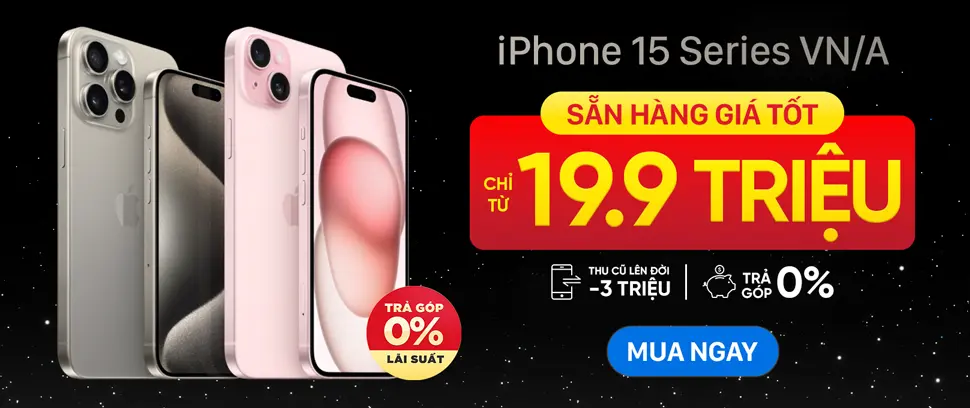 iPhone 15 Series VN/A
SẴN HÀNG GIÁ TỐT
CHỈ
TỪ
19.9 TRIỆU
THU CŨ LÊN ĐỜI
-3 TRIỆU
TRẢ
GÓP
0%
MUA NGAY
TRẢ GÓP
0%
LÃI SUẤT